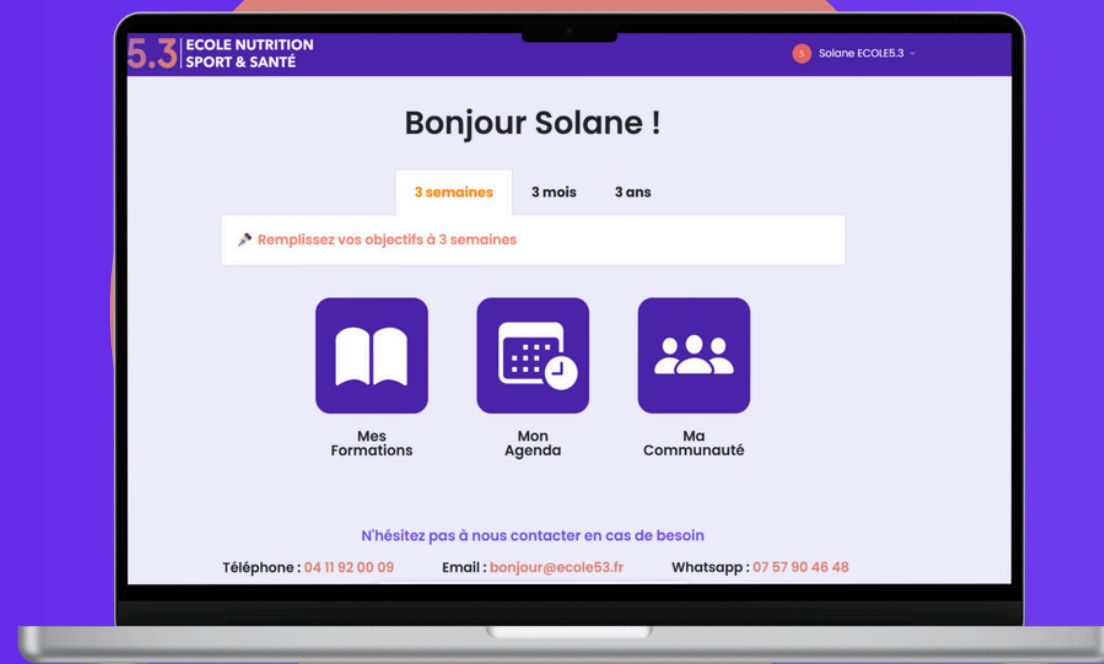 5.3 ECOLE NUTRITION
SPORT & SANTÉ
S Solane ECOLE5.3
Bonjour Solane !
3 semaines 3 mois 3 ans
Remplissez vos objectifs à 3 semaines
Mes
Formations
Mon
Agenda
Ma
Communauté
N'hésitez pas à nous contacter en cas de besoin
Téléphone : 04 11 92 00 09 Email : bonjour@ecole53.fr Whatsapp : 07 57 90 46 48